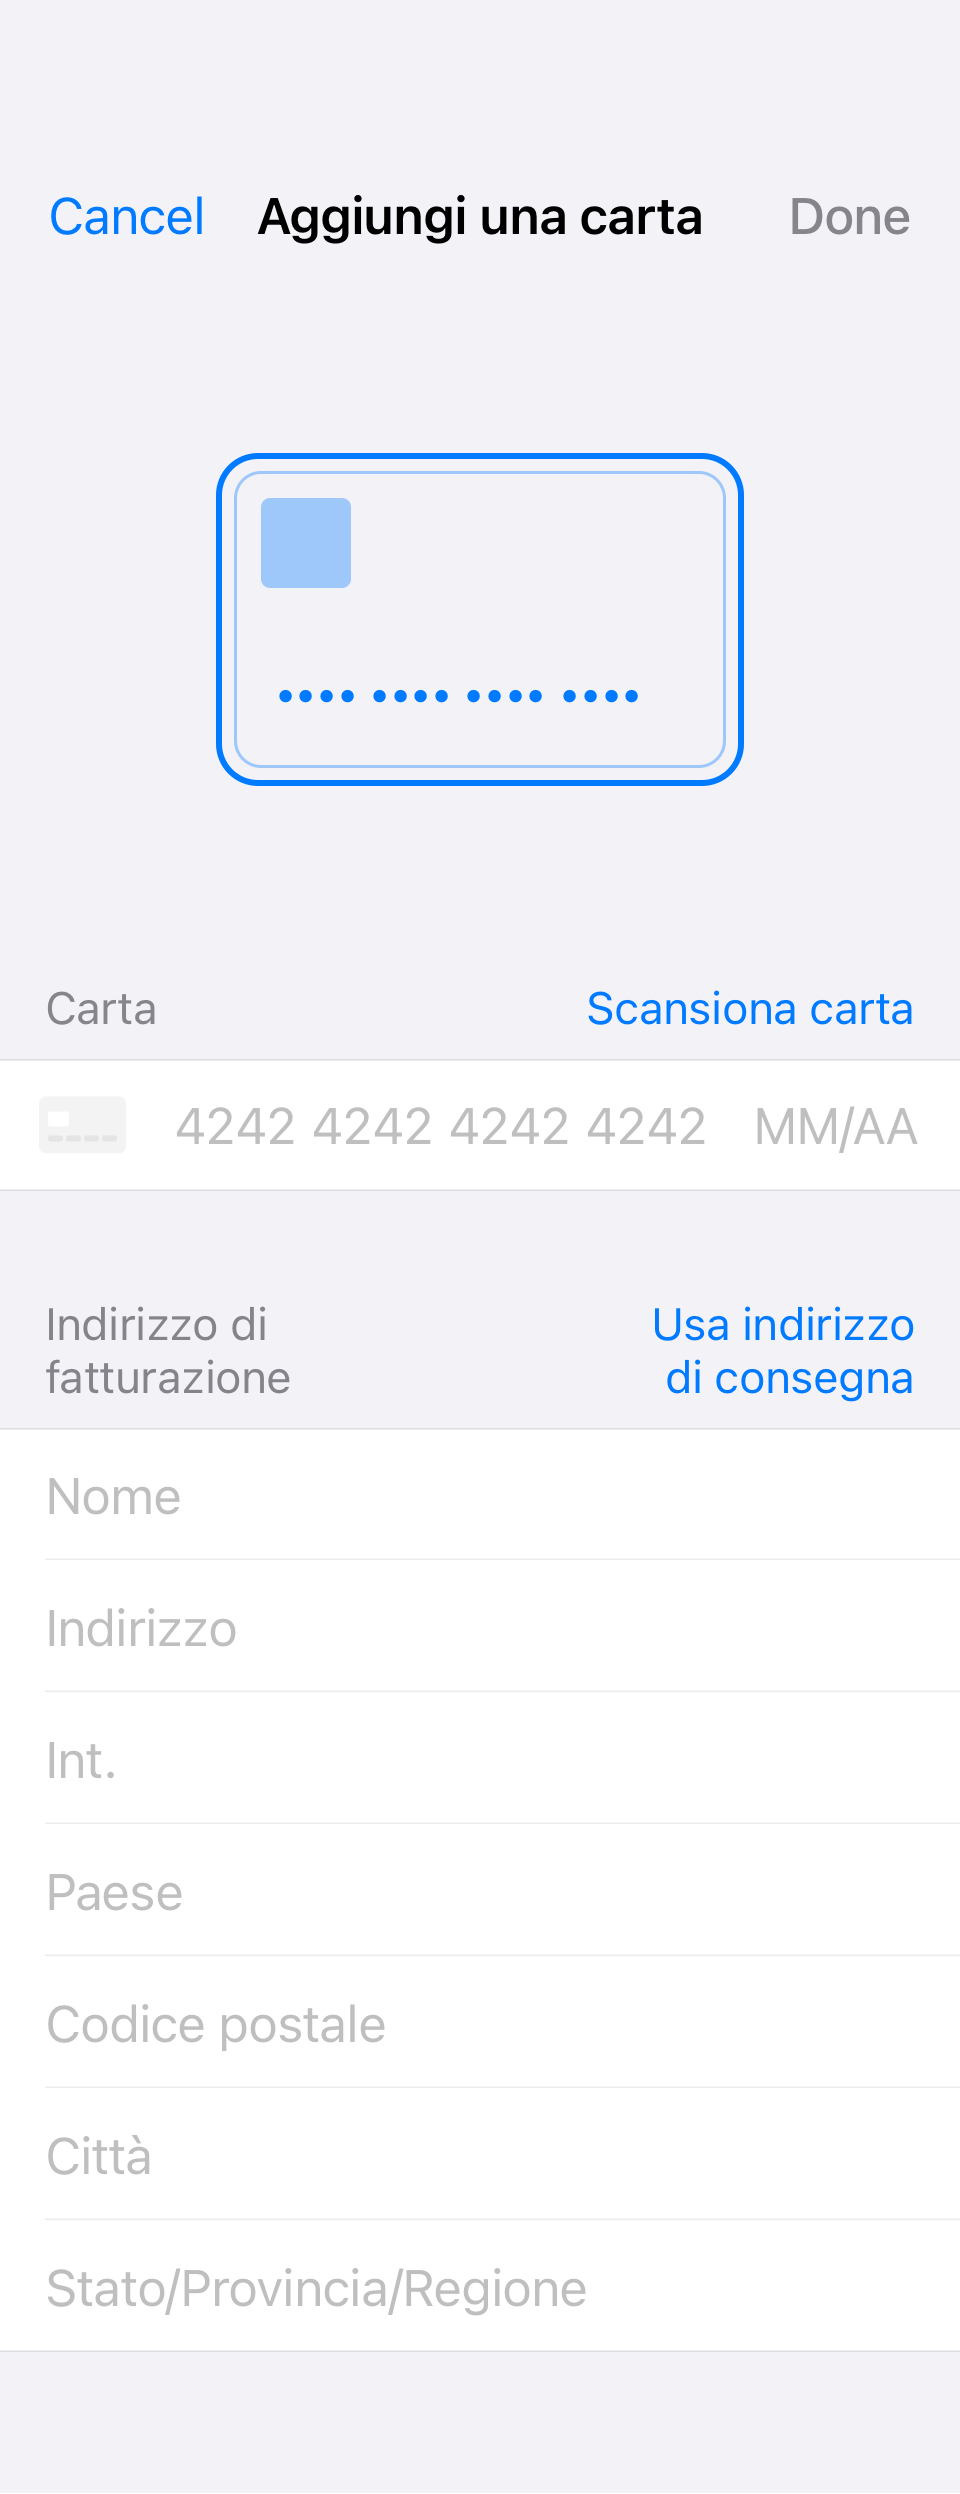 Cancel Aggiungi una carta Done
Carta Scansiona carta
4242 4242 4242 4242 MM/AA
Indirizzo di fatturazione
Usa indirizzo di consegna
Nome
Indirizzo
Int.
Paese
Codice postale
Città
Stato/Provincia/Regione